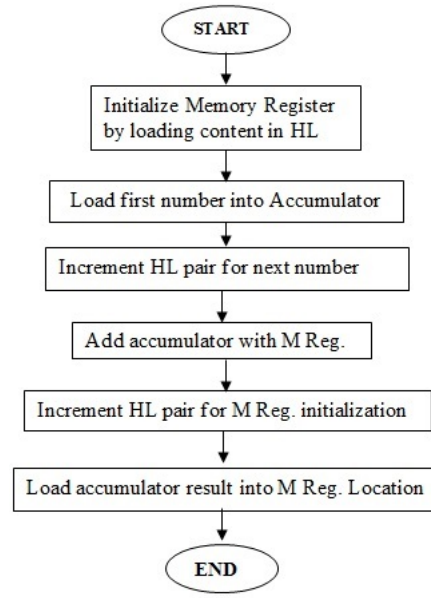 START
Initialize Memory Register
by loading content in HL
Load first number into Accumulator
Increment HL pair for next number
Add accumulator with M Reg.
Increment HL pair for M Reg. initialization
Load accumulator result into M Reg. Location
END